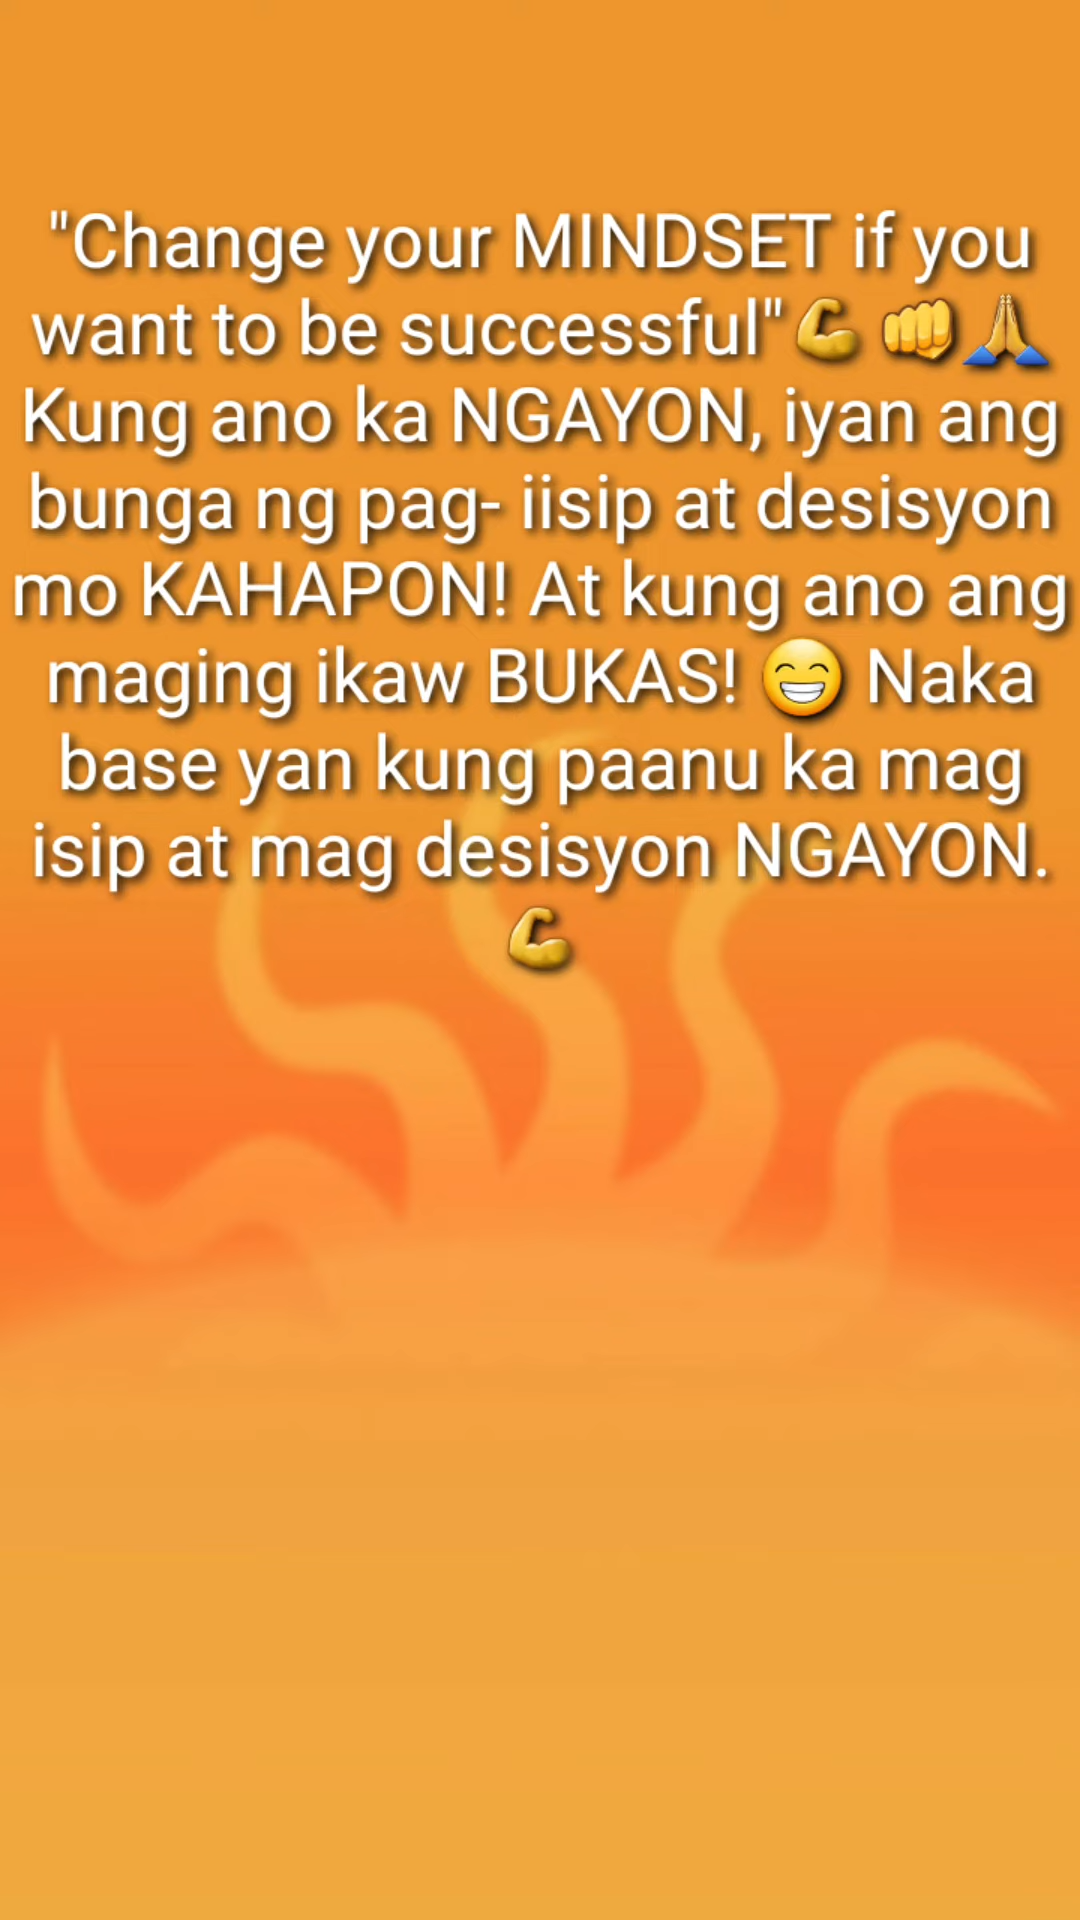 "Change your MINDSET if you
want to be successful"💪 👊🙏
Kung ano ka NGAYON, iyan ang
bunga ng pag- iisip at desisyon
mo KAHAPON! At kung ano ang
maging ikaw BUKAS! 😁 Naka
base yan kung paanu ka mag
isip at mag desisyon NGAYON.
💪